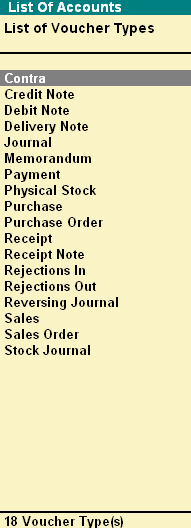 List Of Accounts
List of Voucher Types
Contra
Credit Note
Debit Note
Delivery Note
Journal
Memorandum
Payment
Physical Stock
Purchase
Purchase Order
Receipt
Receipt Note
Rejections In
Rejections Out
Reversing Journal
Sales
Sales Order
Stock Journal
18 Voucher Type(s)